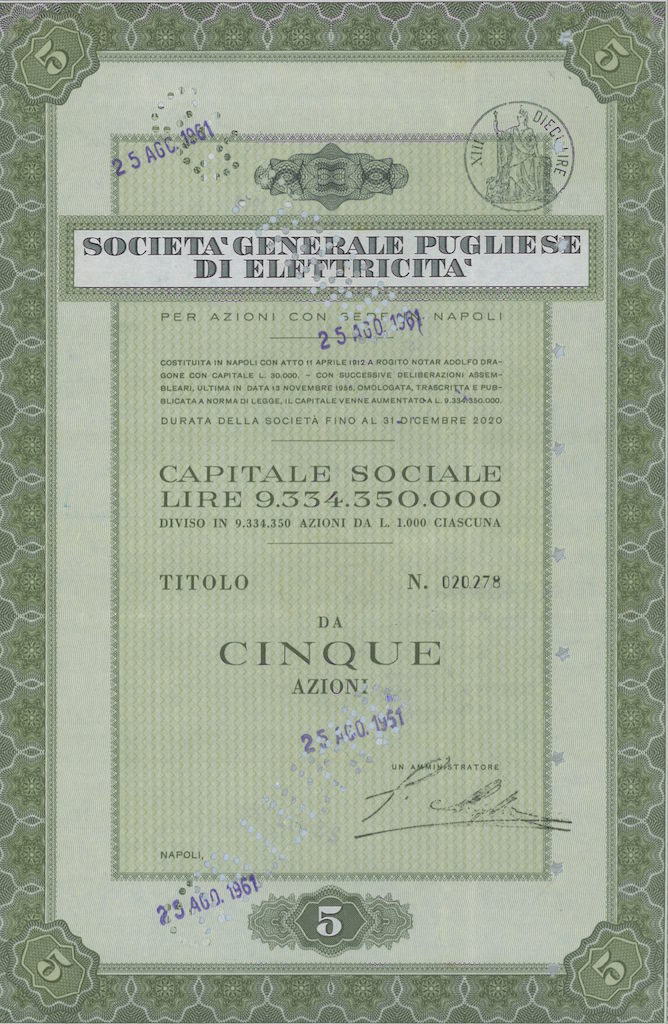 5 5
25 AGO. 1961
XIII DIECI LIRE
SOCIETA' GENERALE PUGLIESE
DI ELETTRICITA'
PER AZIONI CON SEDE IN NAPOLI
25 AGO. 1961
COSTITUITA IN NAPOLI CON ATTO 11 APRILE 1912 A ROGITO NOTAR ADOLFO DRA-
GONE CON CAPITALE L. 30.000. – CON SUCCESSIVE DELIBERAZIONI ASSEM-
BLEARI, ULTIMA IN DATA 13 NOVEMBRE 1955, OMOLOGATA, TRASCRITTA E PUB-
BLICATA A NORMA DI LEGGE, IL CAPITALE VENNE AUMENTATO A L. 9.334.350.000.
DURATA DELLA SOCIETÀ FINO AL 31 DICEMBRE 2020
CAPITALE SOCIALE
LIRE 9.334.350.000
DIVISO IN 9.334.350 AZIONI DA L. 1.000 CIASCUNA
TITOLO N. 020.278
DA
CINQUE
AZIONI
25 AGO. 1961
UN AMMINISTRATORE
NAPOLI,
25 AGO. 1961
5
5 5